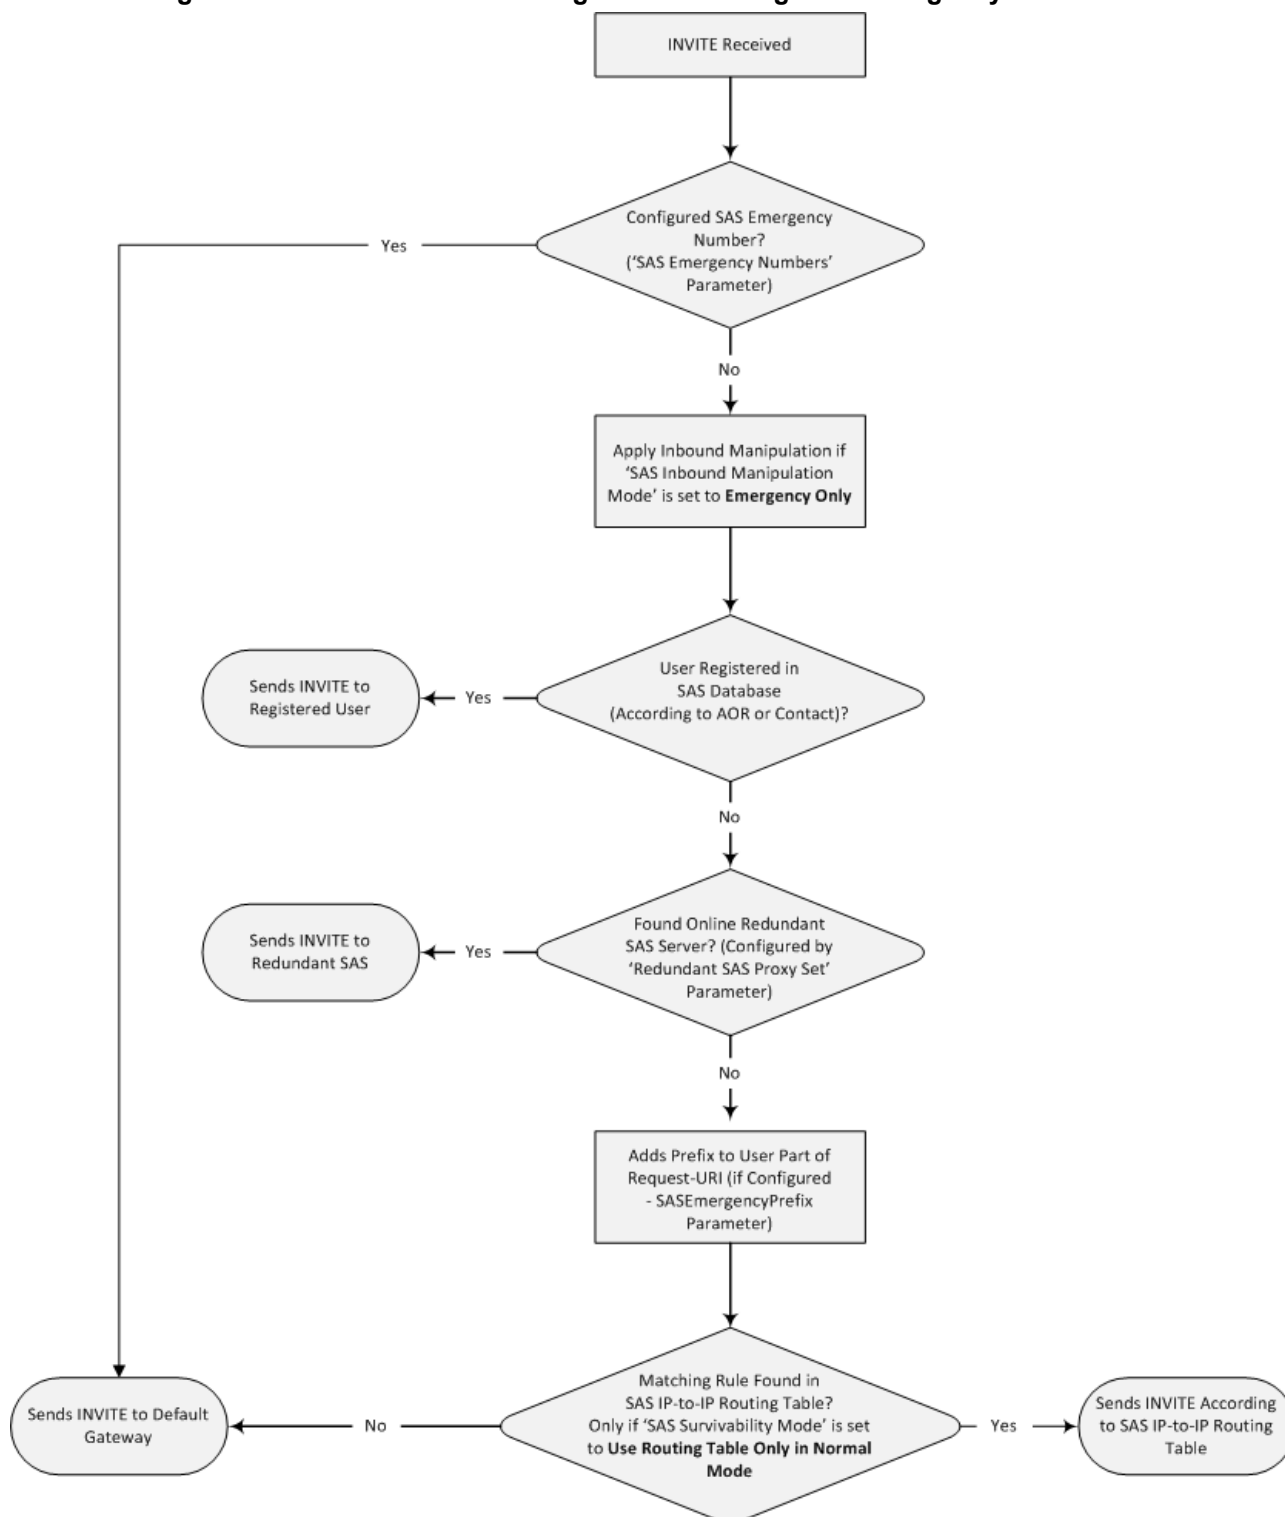 INVITE Received
Configured SAS Emergency
Number?
(‘SAS Emergency Numbers’
Parameter)
Yes
No
Apply Inbound Manipulation if
‘SAS Inbound Manipulation
Mode’ is set to Emergency Only
User Registered in
SAS Database
(According to AOR or Contact)?
Yes
Sends INVITE to
Registered User
No
Found Online Redundant
SAS Server? (Configured by
‘Redundant SAS Proxy Set’
Parameter)
Yes
Sends INVITE to
Redundant SAS
No
Adds Prefix to User Part of
Request-URI (if Configured
- SASEmergencyPrefix
Parameter)
Matching Rule Found in
SAS IP-to-IP Routing Table?
Only if ‘SAS Survivability Mode’ is set
to Use Routing Table Only in Normal
Mode
No
Sends INVITE to Default
Gateway
Yes
Sends INVITE According
to SAS IP-to-IP Routing
Table